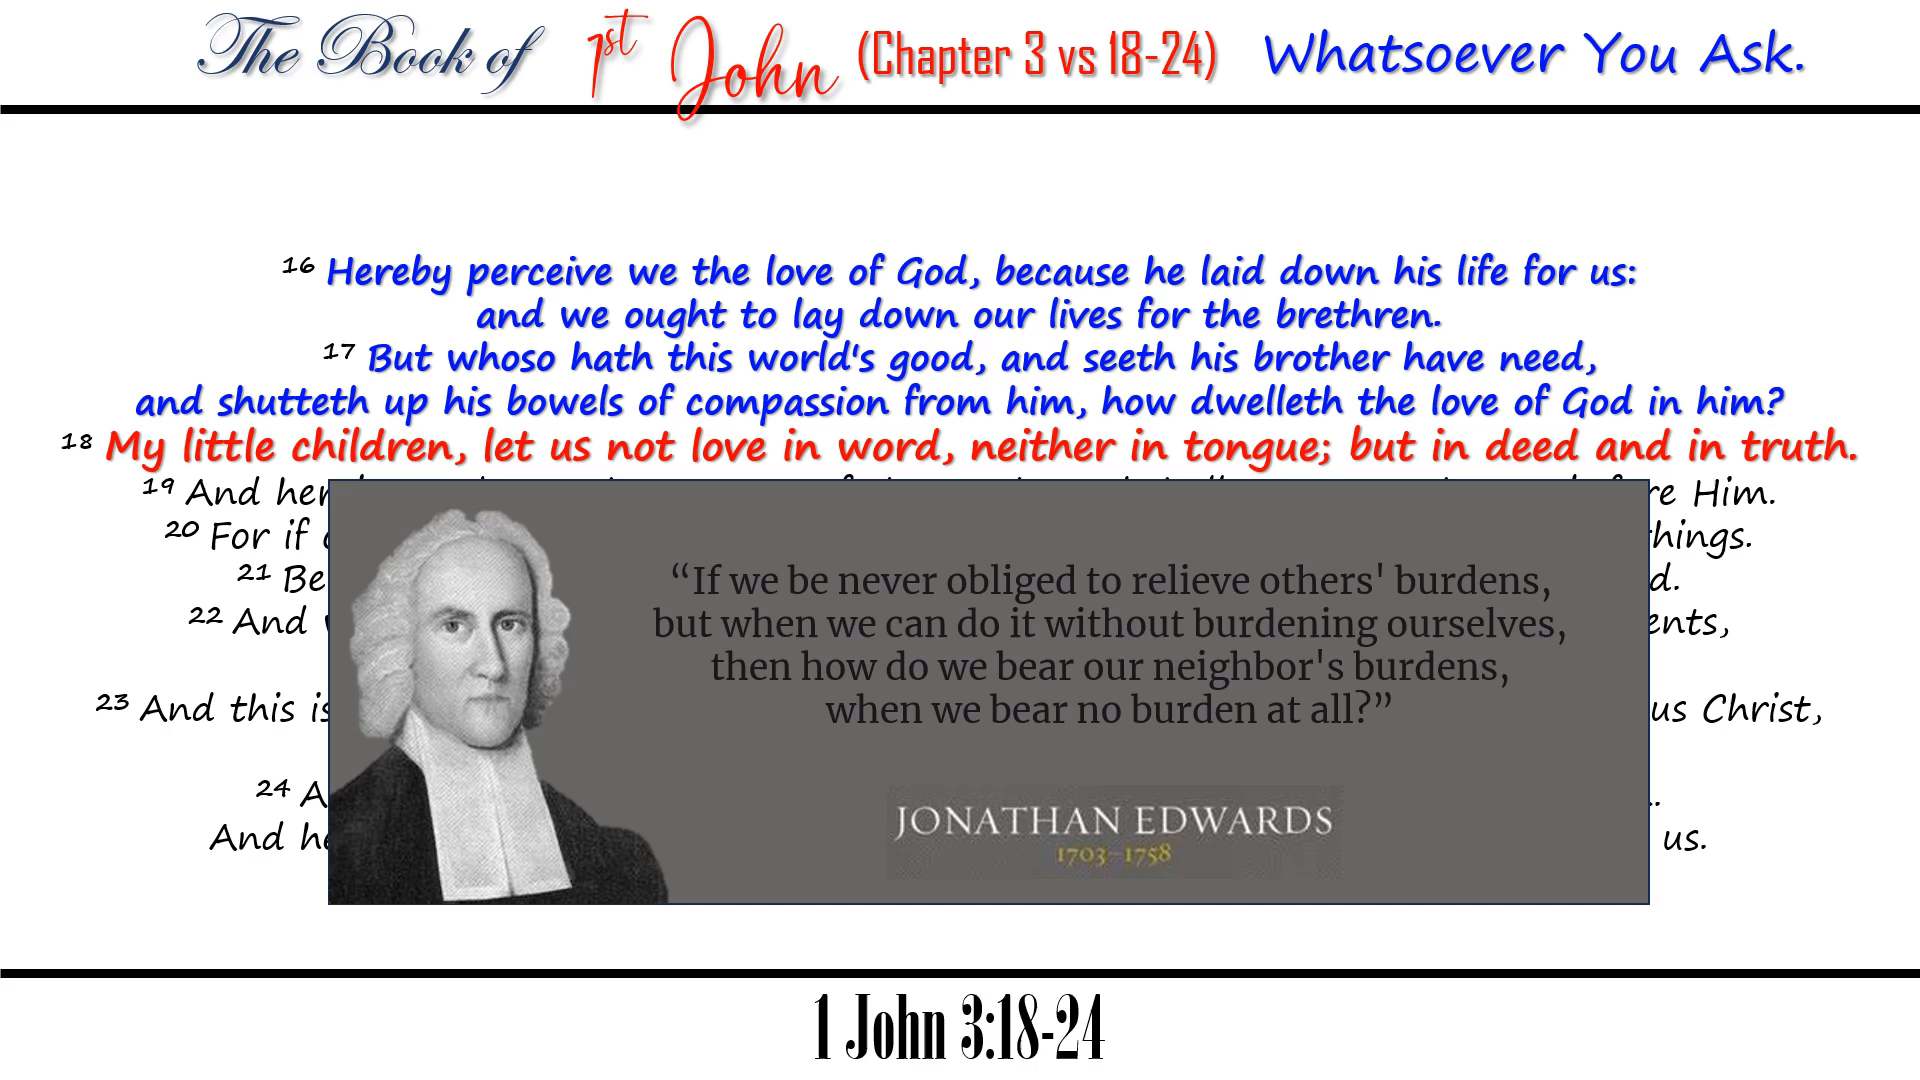 The Book of 1st John (Chapter 3 vs 18-24) Whatsoever You Ask.
16 Hereby perceive we the love of God, because he laid down his life for us:
and we ought to lay down our lives for the brethren.
17 But whoso hath this world's good, and seeth his brother have need,
and shutteth up his bowels of compassion from him, how dwelleth the love of God in him?
18 My little children, let us not love in word, neither in tongue; but in deed and in truth.
19 And Him.
20 For if things.
21
22 And
23 And this is Christ,
24
And us.
“If we be never obliged to relieve others' burdens,
but when we can do it without burdening ourselves,
then how do we bear our neighbor's burdens,
when we bear no burden at all?”
JONATHAN EDWARDS
1703–1758
1 John 3:18-24